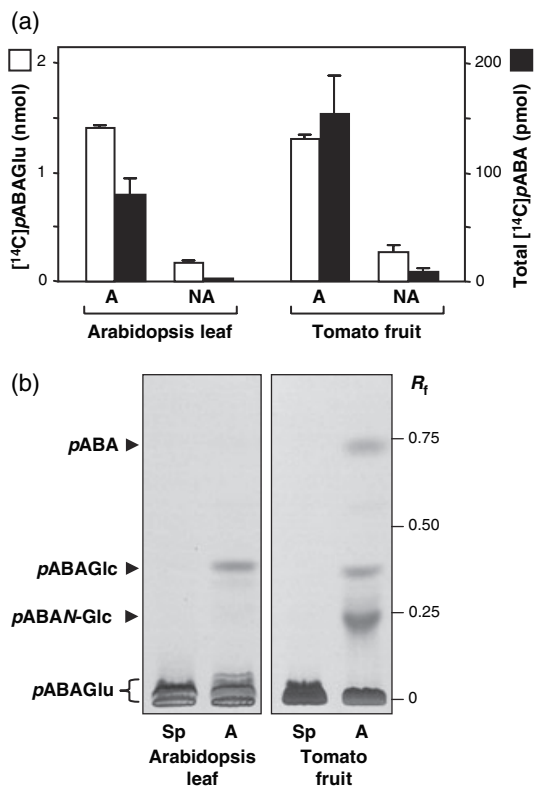 (a)
2
200
[¹⁴C]pABAGlu (nmol)
1
100
Total [¹⁴C]pABA (pmol)
0
0
A NA A NA
Arabidopsis leaf Tomato fruit
(b)
Rf
pABA
0.75
0.50
pABAGlc
pABAN-Glc
0.25
pABAGlu
0
Sp A Sp A
Arabidopsis leaf
Tomato fruit